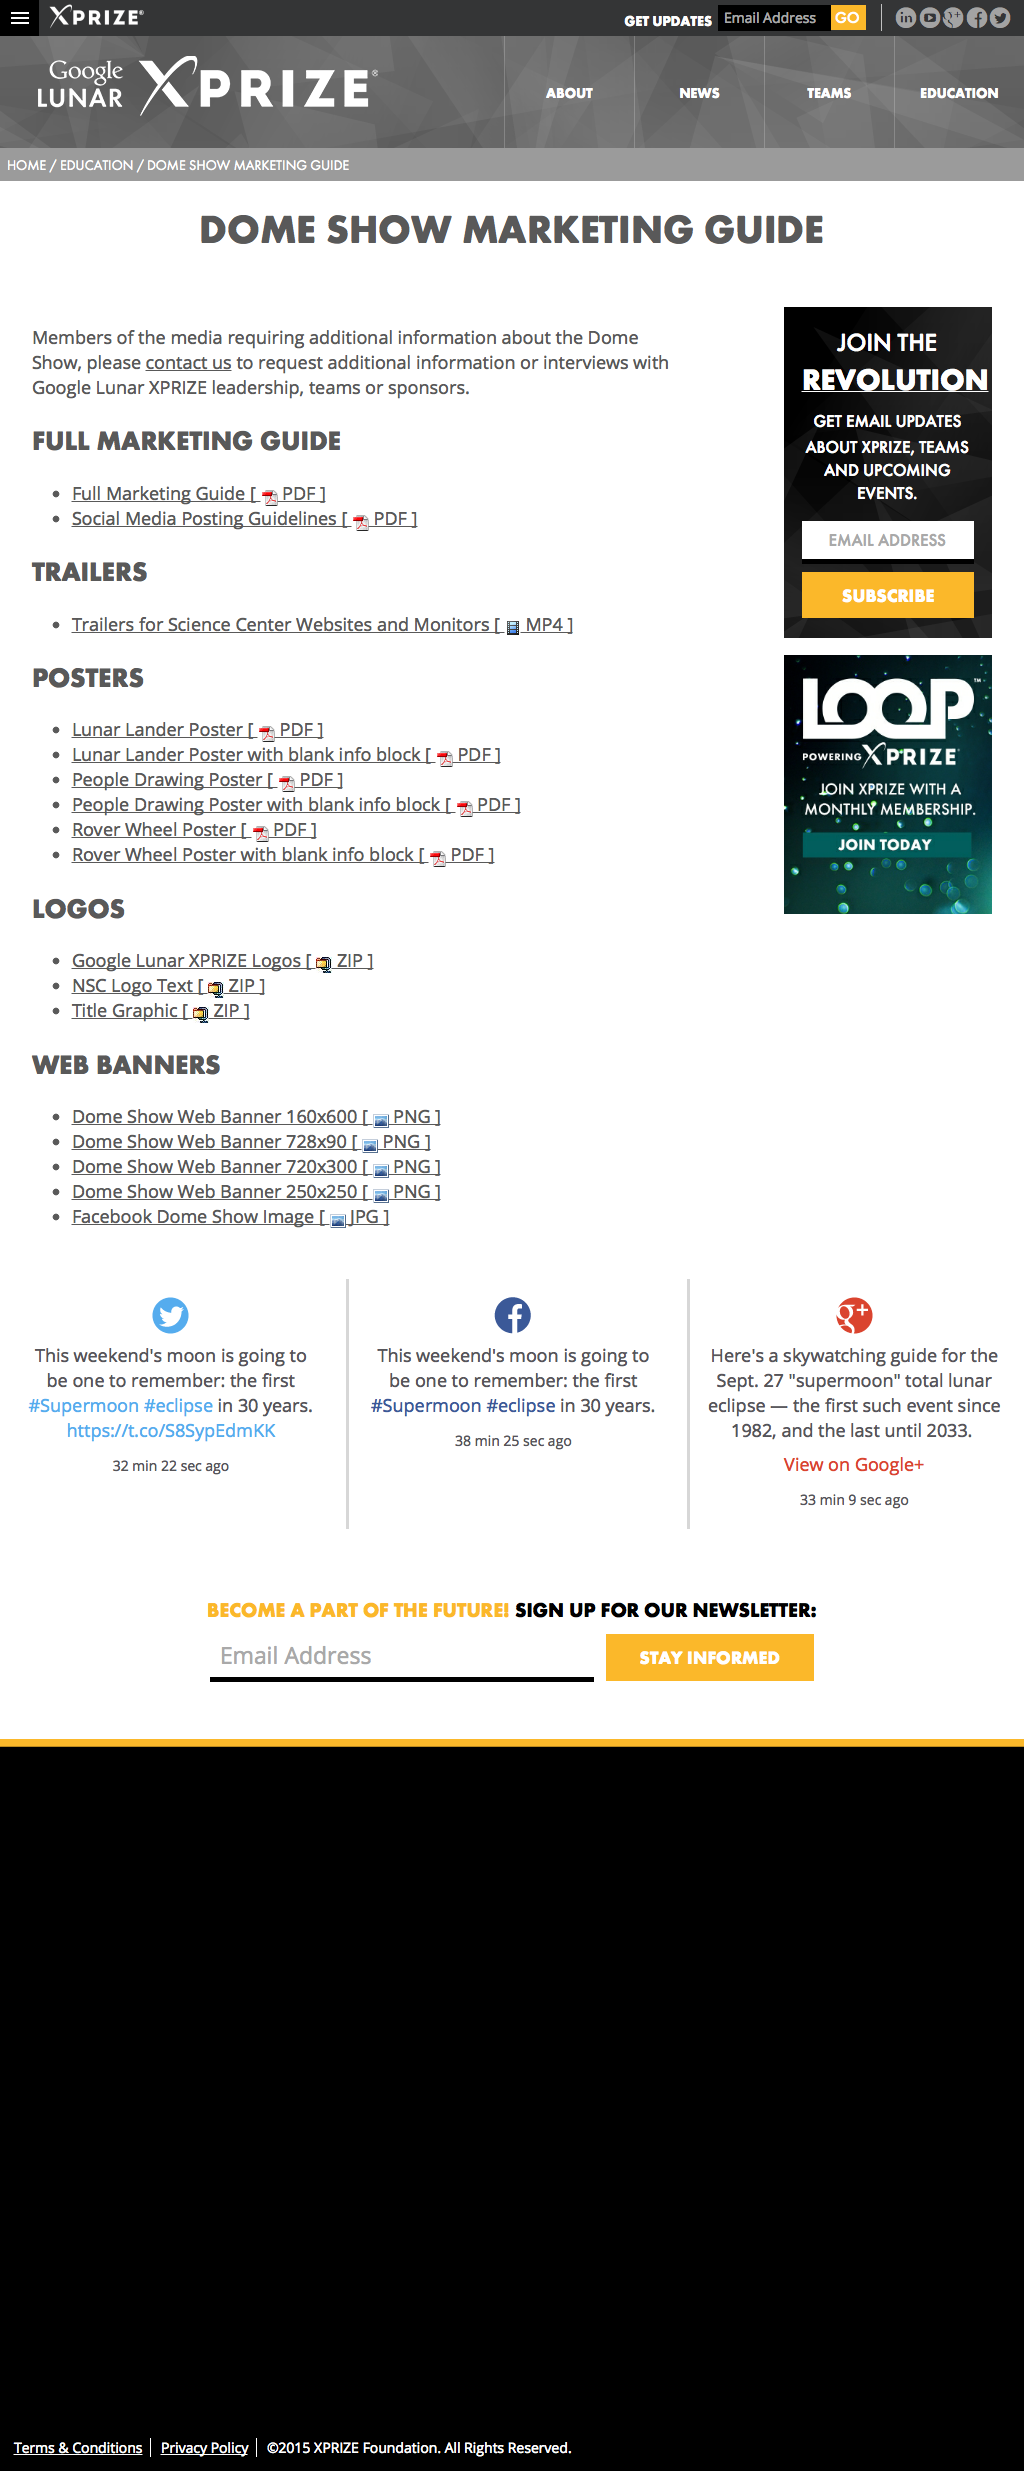 XPRIZE®
GET UPDATES
Email Address
GO
Google
LUNAR
XPRIZE®
ABOUT
NEWS
TEAMS
EDUCATION
HOME / EDUCATION / DOME SHOW MARKETING GUIDE
DOME SHOW MARKETING GUIDE
Members of the media requiring additional information about the Dome
Show, please contact us to request additional information or interviews with
Google Lunar XPRIZE leadership, teams or sponsors.
FULL MARKETING GUIDE
• Full Marketing Guide [ PDF ]
• Social Media Posting Guidelines [ PDF ]
TRAILERS
• Trailers for Science Center Websites and Monitors [ MP4 ]
POSTERS
• Lunar Lander Poster [ PDF ]
• Lunar Lander Poster with blank info block [ PDF ]
• People Drawing Poster [ PDF ]
• People Drawing Poster with blank info block [ PDF ]
• Rover Wheel Poster [ PDF ]
• Rover Wheel Poster with blank info block [ PDF ]
LOGOS
• Google Lunar XPRIZE Logos [ ZIP ]
• NSC Logo Text [ ZIP ]
• Title Graphic [ ZIP ]
WEB BANNERS
• Dome Show Web Banner 160x600 [ PNG ]
• Dome Show Web Banner 728x90 [ PNG ]
• Dome Show Web Banner 720x300 [ PNG ]
• Dome Show Web Banner 250x250 [ PNG ]
• Facebook Dome Show Image [ JPG ]
JOIN THE
REVOLUTION
GET EMAIL UPDATES
ABOUT XPRIZE, TEAMS
AND UPCOMING
EVENTS.
EMAIL ADDRESS
SUBSCRIBE
LOOP™
POWERING XPRIZE
JOIN XPRIZE WITH A
MONTHLY MEMBERSHIP.
JOIN TODAY
This weekend's moon is going to
be one to remember: the first
#Supermoon #eclipse in 30 years.
https://t.co/S8SypEdmKK
32 min 22 sec ago
This weekend's moon is going to
be one to remember: the first
#Supermoon #eclipse in 30 years.
38 min 25 sec ago
Here's a skywatching guide for the
Sept. 27 "supermoon" total lunar
eclipse — the first such event since
1982, and the last until 2033.
View on Google+
33 min 9 sec ago
BECOME A PART OF THE FUTURE! SIGN UP FOR OUR NEWSLETTER:
Email Address
STAY INFORMED
Terms & Conditions | Privacy Policy | ©2015 XPRIZE Foundation. All Rights Reserved.